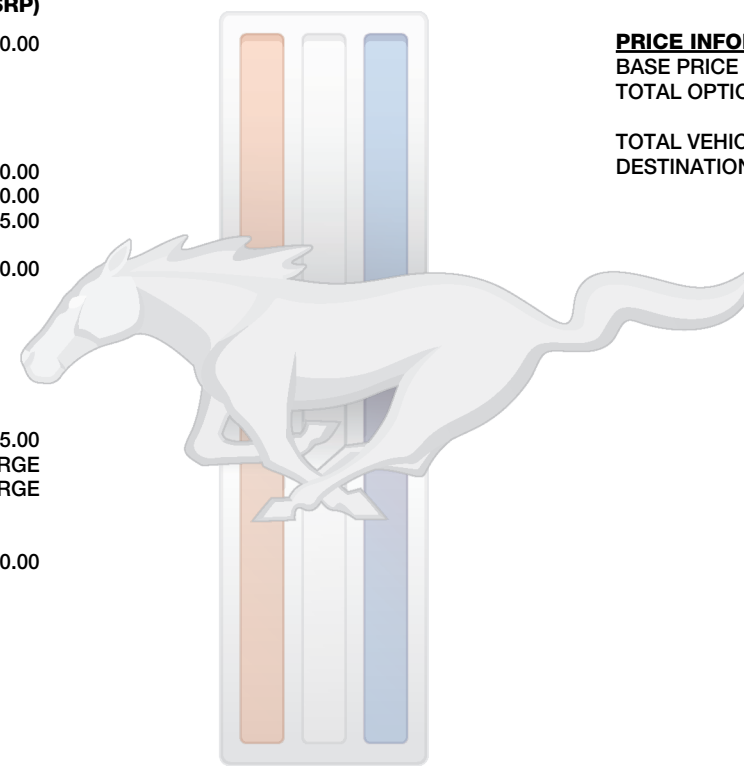 SRP)
0.00
0.00
0.00
5.00
0.00
5.00
RGE
RGE
0.00
PRICE INFO
BASE PRICE
TOTAL OPTIO
TOTAL VEHIC
DESTINATION